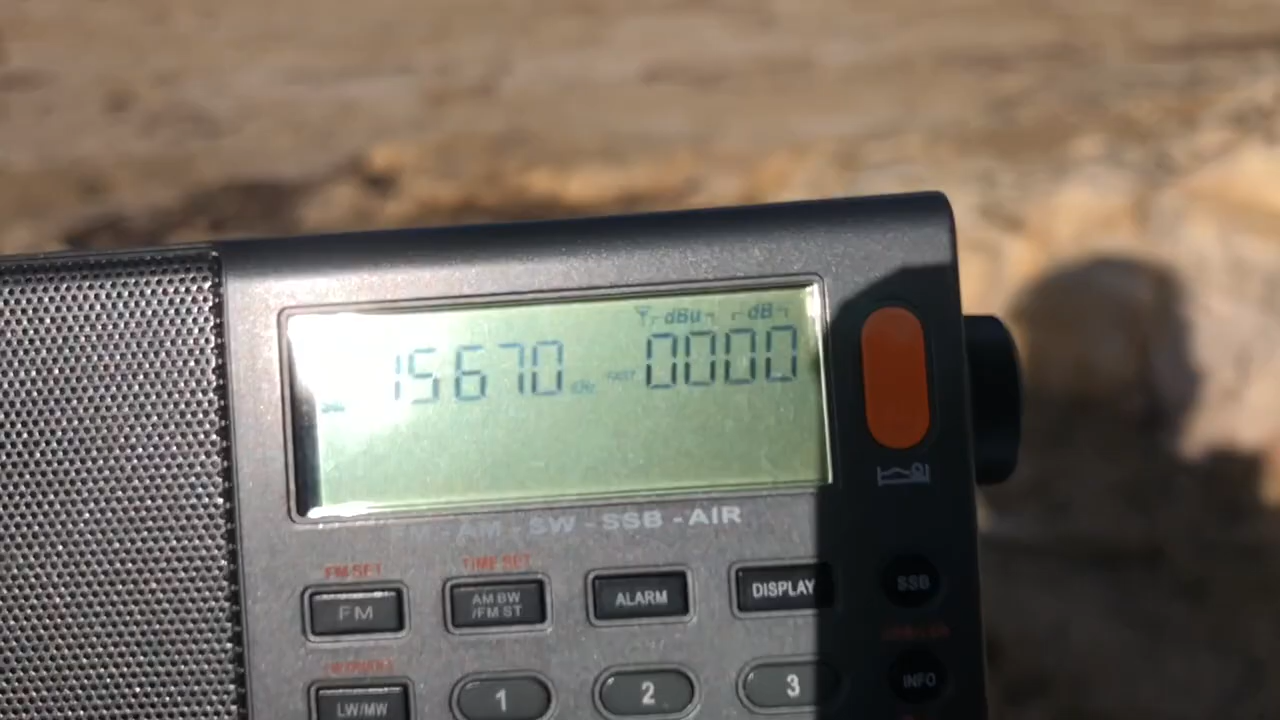 dBu dB
15670 kHz FAST 0000
-AM -SW -SSB -AIR
FM SET TIME SET
FM AM BW /FM ST ALARM DISPLAY SSB
LW/MW 1 2 3 INFO